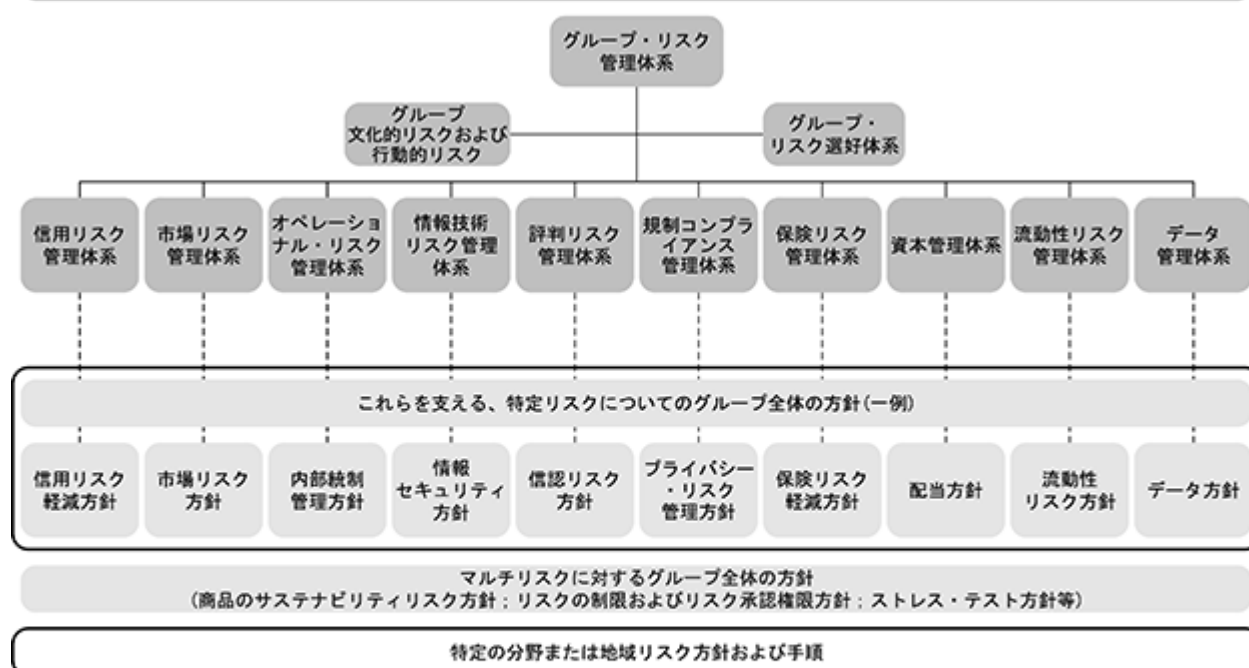 グループ・リスク
管理体系
グループ
文化的リスクおよび
行動的リスク
グループ・
リスク選好体系
信用リスク
管理体系
市場リスク
管理体系
オペレーショ
ナル・リスク
管理体系
情報技術
リスク管理
体系
評判リスク
管理体系
規制コンプラ
イアンス
管理体系
保険リスク
管理体系
資本管理体系
流動性リスク
管理体系
データ
管理体系
これらを支える、特定リスクについてのグループ全体の方針(一例)
信用リスク
軽減方針
市場リスク
方針
内部統制
管理方針
情報
セキュリティ
方針
信認リスク
方針
プライバシー
・リスク
管理方針
保険リスク
軽減方針
配当方針
流動性
リスク方針
データ方針
マルチリスクに対するグループ全体の方針
(商品のサステナビリティリスク方針；リスクの制限およびリスク承認権限方針；ストレス・テスト方針等)
特定の分野または地域リスク方針および手順